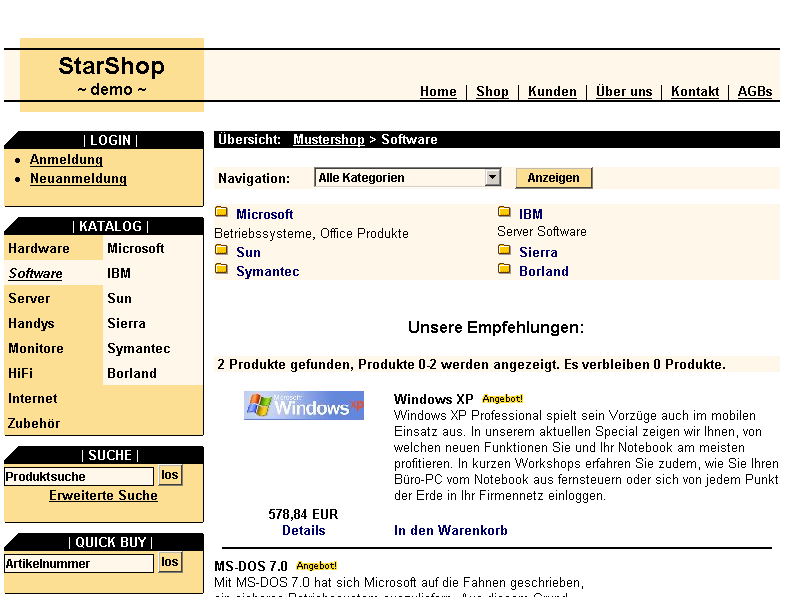 StarShop
~ demo ~
Home | Shop | Kunden | Über uns | Kontakt | AGBs
| LOGIN |
Anmeldung
Neuanmeldung
| KATALOG |
Hardware
Software
Server
Handys
Monitore
HiFi
Internet
Zubehör
Microsoft
IBM
Sun
Sierra
Symantec
Borland
| SUCHE |
Produktsuche los
Erweiterte Suche
| QUICK BUY |
Artikelnummer los
Übersicht: Mustershop > Software
Navigation: Alle Kategorien Anzeigen
Microsoft
Betriebssysteme, Office Produkte
Sun
Symantec
IBM
Server Software
Sierra
Borland
Unsere Empfehlungen:
2 Produkte gefunden, Produkte 0-2 werden angezeigt. Es verbleiben 0 Produkte.
Microsoft
Windows xp
578,84 EUR
Details
Windows XP Angebot!
Windows XP Professional spielt sein Vorzüge auch im mobilen
Einsatz aus. In unserem aktuellen Special zeigen wir Ihnen, von
welchen neuen Funktionen Sie und Ihr Notebook am meisten
profitieren. In kurzen Workshops erfahren Sie zudem, wie Sie Ihren
Büro-PC vom Notebook aus fernsteuern oder sich von jedem Punkt
der Erde in Ihr Firmennetz einloggen.
In den Warenkorb
MS-DOS 7.0 Angebot!
Mit MS-DOS 7.0 hat sich Microsoft auf die Fahnen geschrieben,